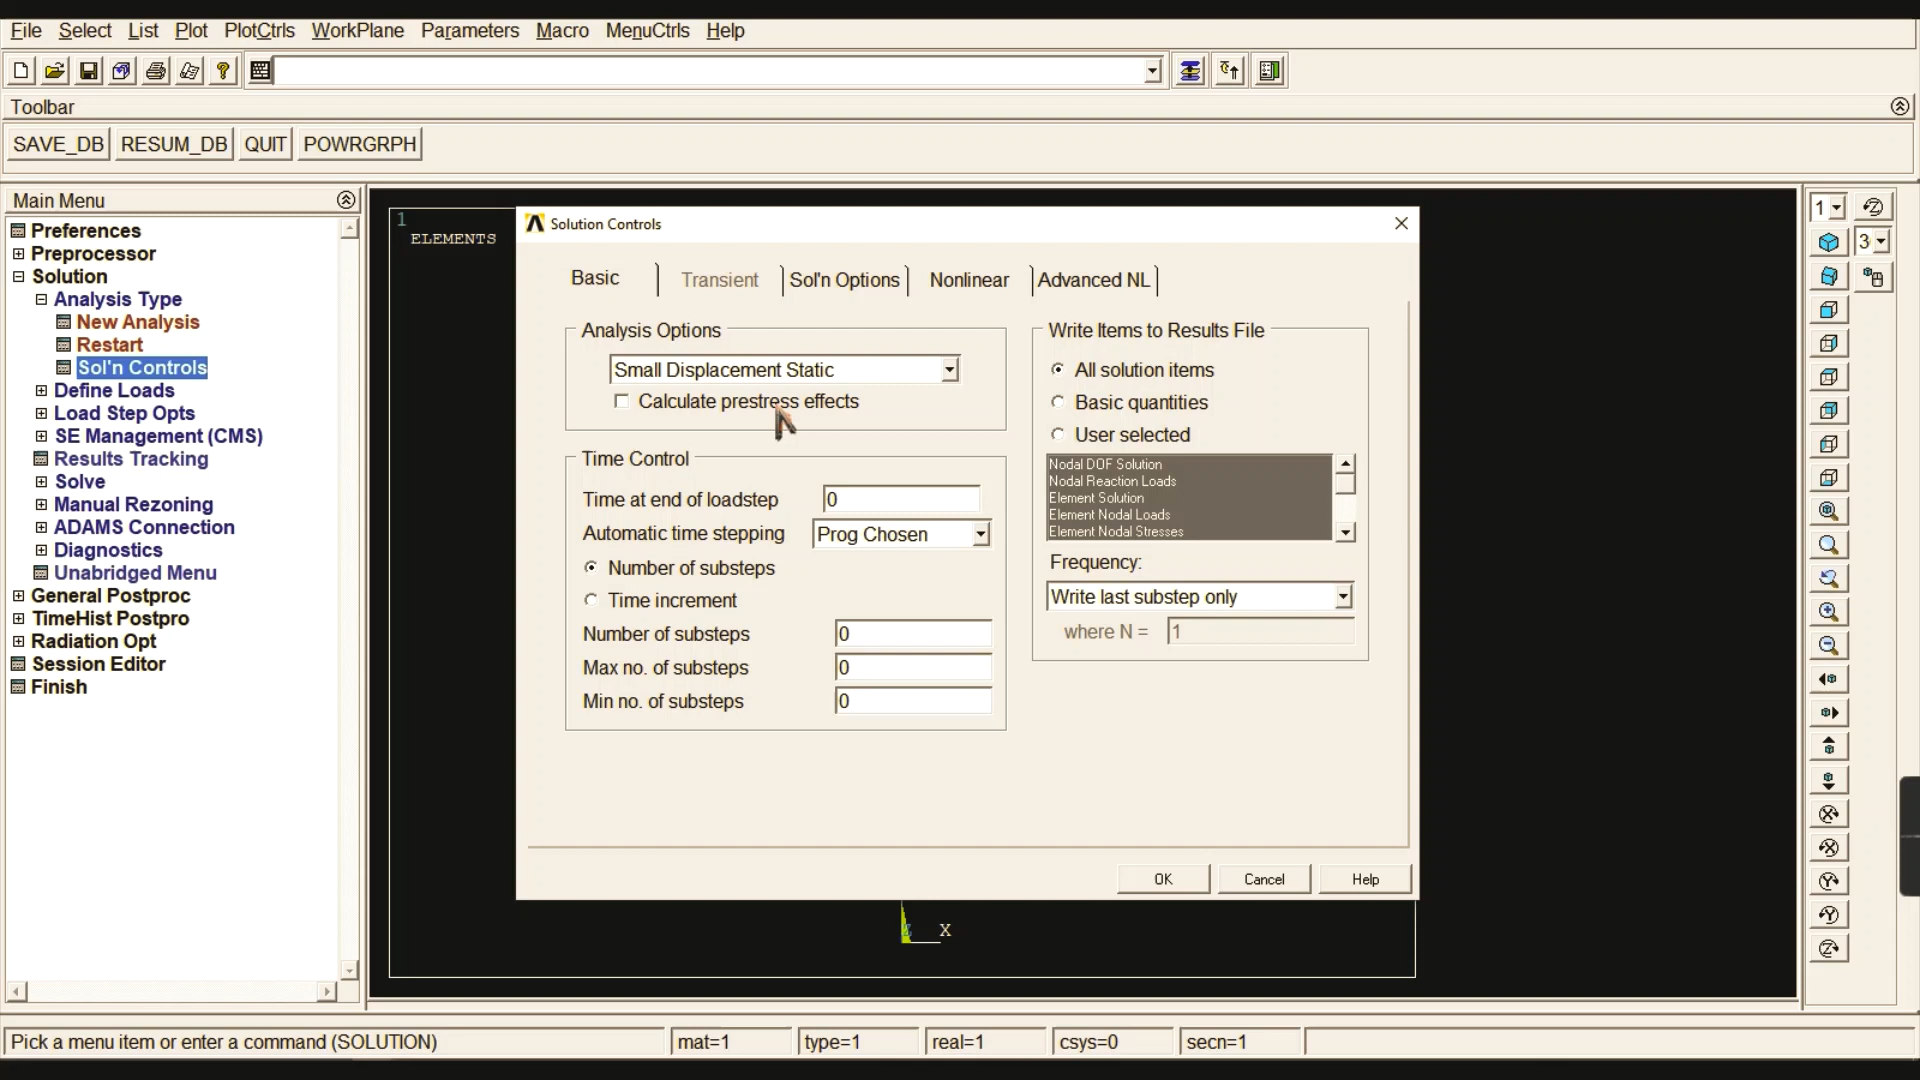 File Select List Plot PlotCtrls WorkPlane Parameters Macro MenuCtrls Help
Toolbar
SAVE_DB RESUM_DB QUIT POWRGRPH
Main Menu
Preferences
Preprocessor
Solution
Analysis Type
New Analysis
Restart
Sol'n Controls
Define Loads
Load Step Opts
SE Management (CMS)
Results Tracking
Solve
Manual Rezoning
ADAMS Connection
Diagnostics
Unabridged Menu
General Postproc
TimeHist Postpro
Radiation Opt
Session Editor
Finish
1
ELEMENTS
Solution Controls
Basic Transient Sol'n Options Nonlinear Advanced NL
Analysis Options
Small Displacement Static
Calculate prestress effects
Time Control
Time at end of loadstep 0
Automatic time stepping Prog Chosen
Number of substeps
Time increment
Number of substeps 0
Max no. of substeps 0
Min no. of substeps 0
Write Items to Results File
All solution items
Basic quantities
User selected
Nodal DOF Solution
Nodal Reaction Loads
Element Solution
Element Nodal Loads
Element Nodal Stresses
Frequency:
Write last substep only
where N = 1
OK Cancel Help
Z X
1
3
Pick a menu item or enter a command (SOLUTION) mat=1 type=1 real=1 csys=0 secn=1